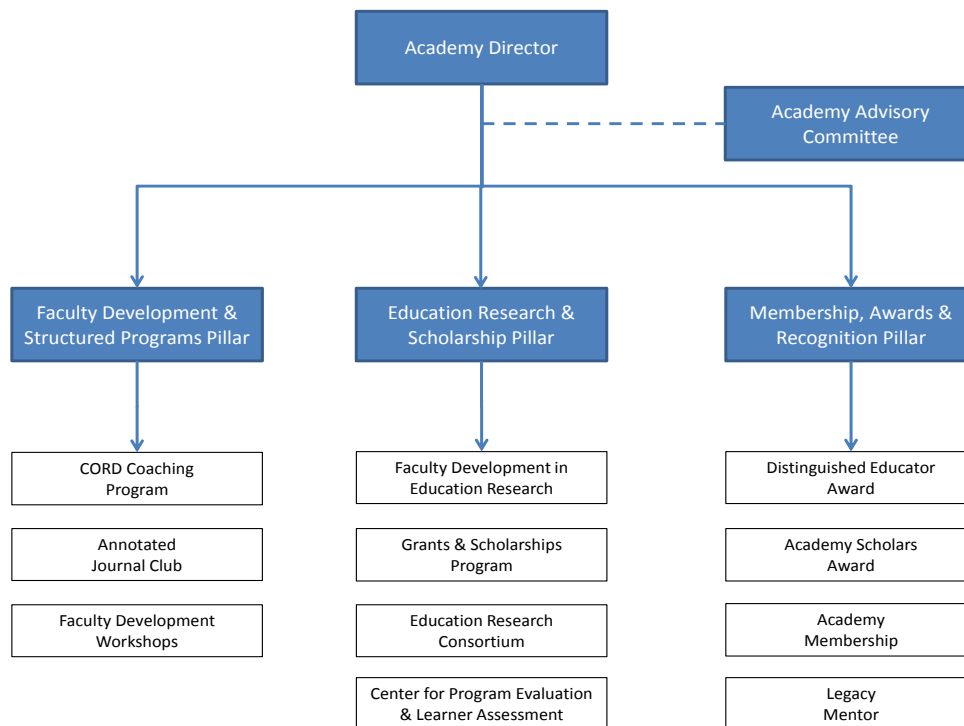 Academy Director
Academy Advisory
Committee
Faculty Development &
Structured Programs Pillar
Education Research &
Scholarship Pillar
Membership, Awards &
Recognition Pillar
CORD Coaching
Program
Annotated
Journal Club
Faculty Development
Workshops
Faculty Development in
Education Research
Grants & Scholarships
Program
Education Research
Consortium
Center for Program Evaluation
& Learner Assessment
Distinguished Educator
Award
Academy Scholars
Award
Academy
Membership
Legacy
Mentor